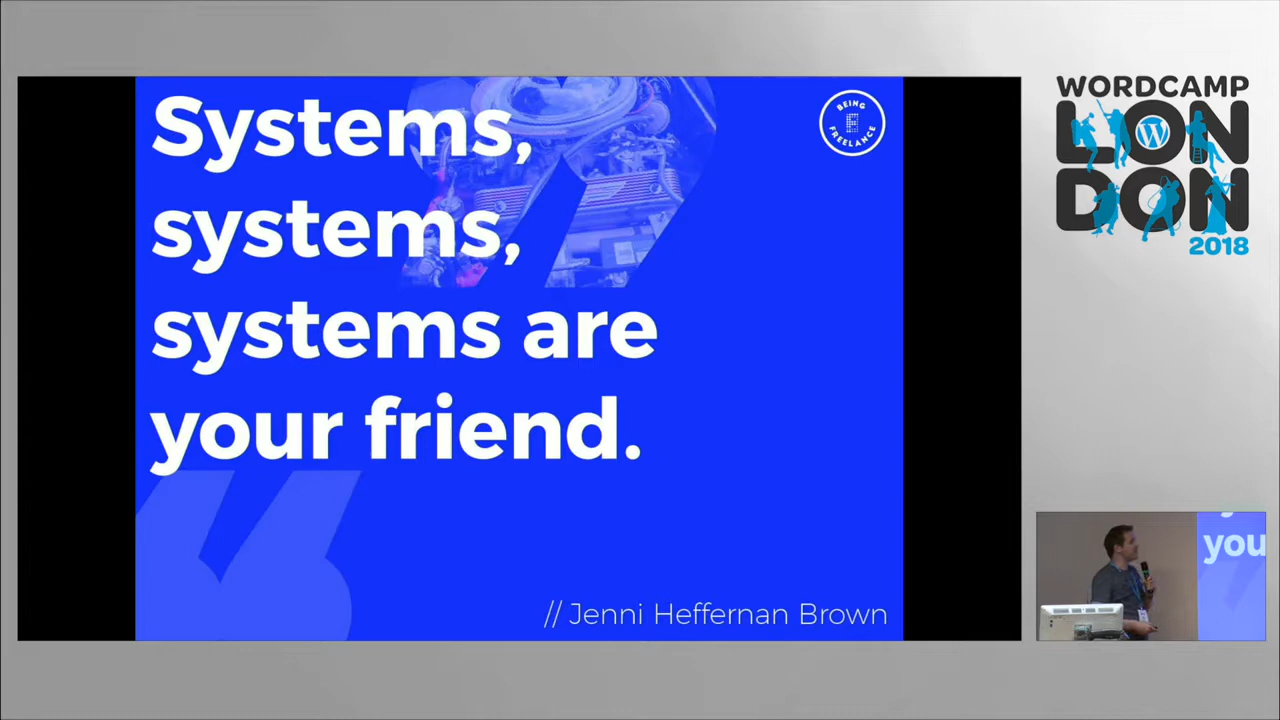 Systems,
systems,
systems are
your friend.
// Jenni Heffernan Brown
BEING
FREELANCE
WORDCAMP
LONDON
2018
you